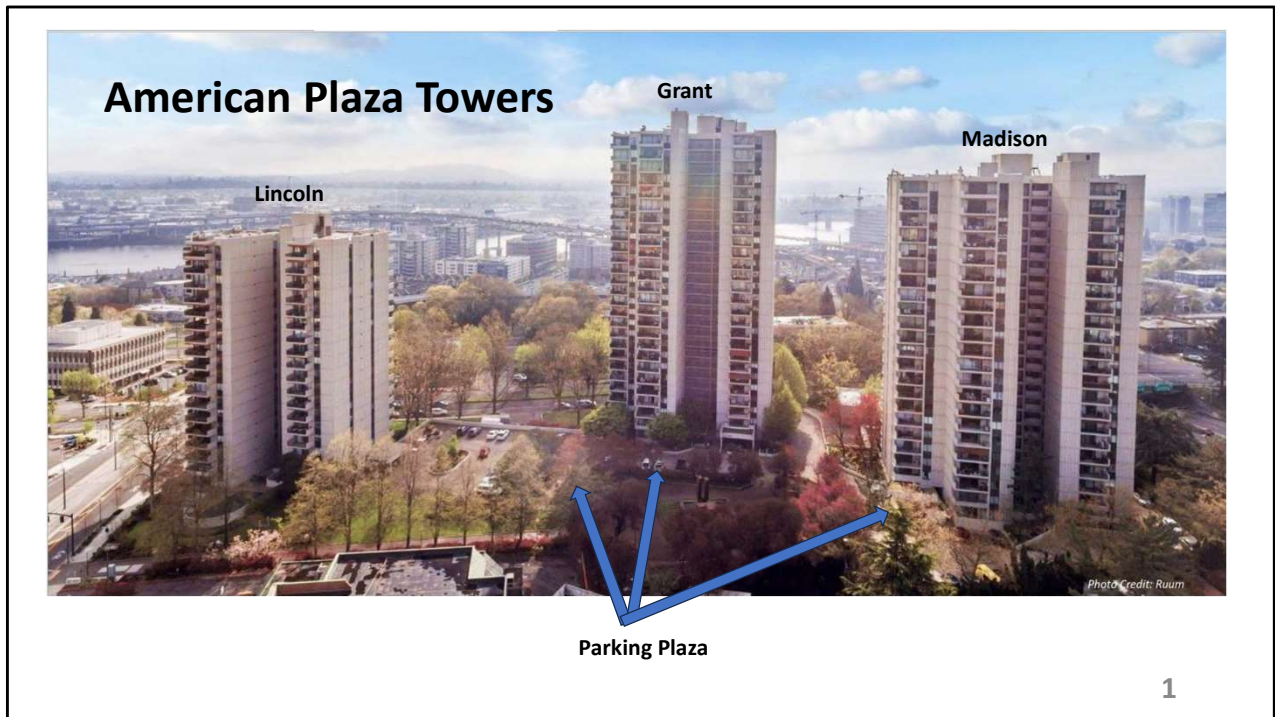 American Plaza Towers
Grant
Madison
Lincoln
Photo Credit: Ruum
Parking Plaza
1